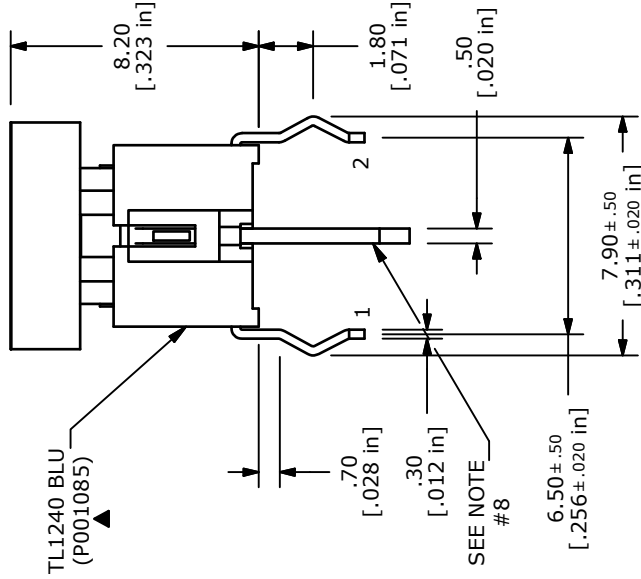 TL1240 BLU
(P001085)
8.20
[.323 in]
1.80
[.071 in]
.50
[.020 in]
1
2
.70
[.028 in]
.30
[.012 in]
SEE NOTE
#8
6.50±.50
[.256±.020 in]
7.90±.50
[.311±.020 in]